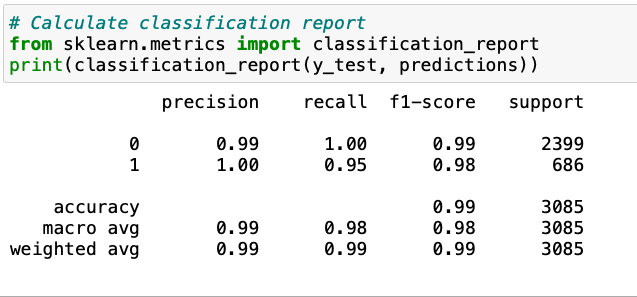 # Calculate classification report
from sklearn.metrics import classification_report
print(classification_report(y_test, predictions))
precision recall f1-score support
0 0.99 1.00 0.99 2399
1 1.00 0.95 0.98 686
accuracy 0.99 3085
macro avg 0.99 0.98 0.98 3085
weighted avg 0.99 0.99 0.99 3085